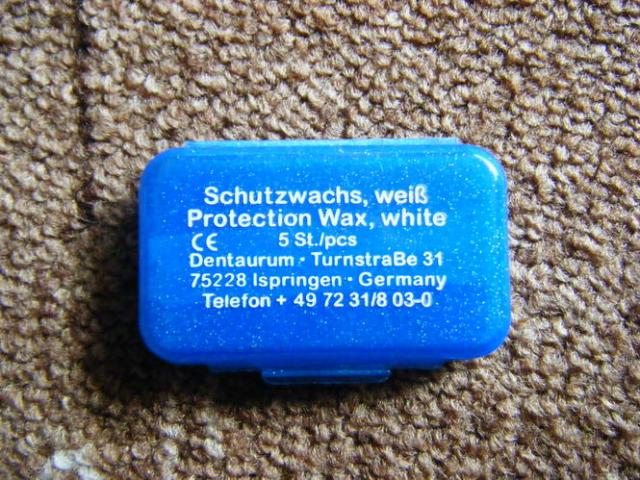 Schutzwachs, weiß
Protection Wax, white
CE 5 St./pcs
Dentaurum · TurnstraBe 31
75228 Ispringen · Germany
Telefon + 49 72 31/8 03-0